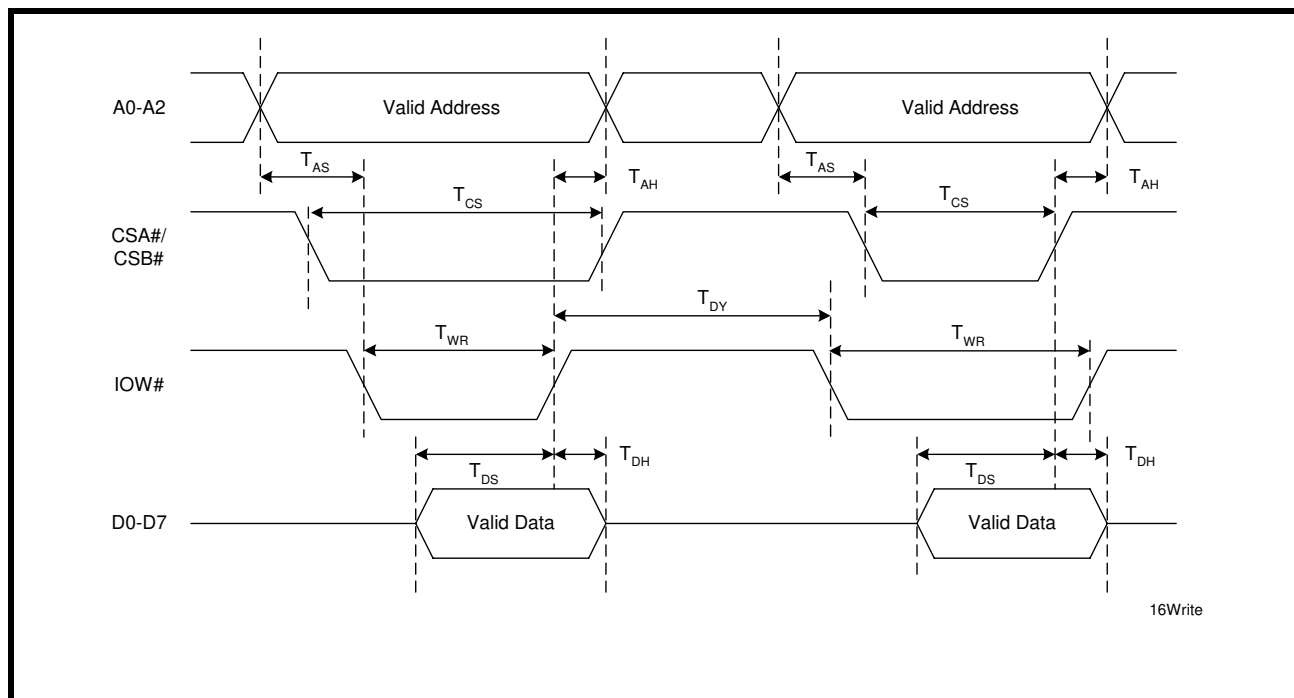 A0-A2
Valid Address
Valid Address
TAS
TAH
TAS
TAH
TCS
TCS
CSA#/
CSB#
TDY
TWR
TWR
IOW#
TDS
TDH
TDS
TDH
D0-D7
Valid Data
Valid Data
16Write